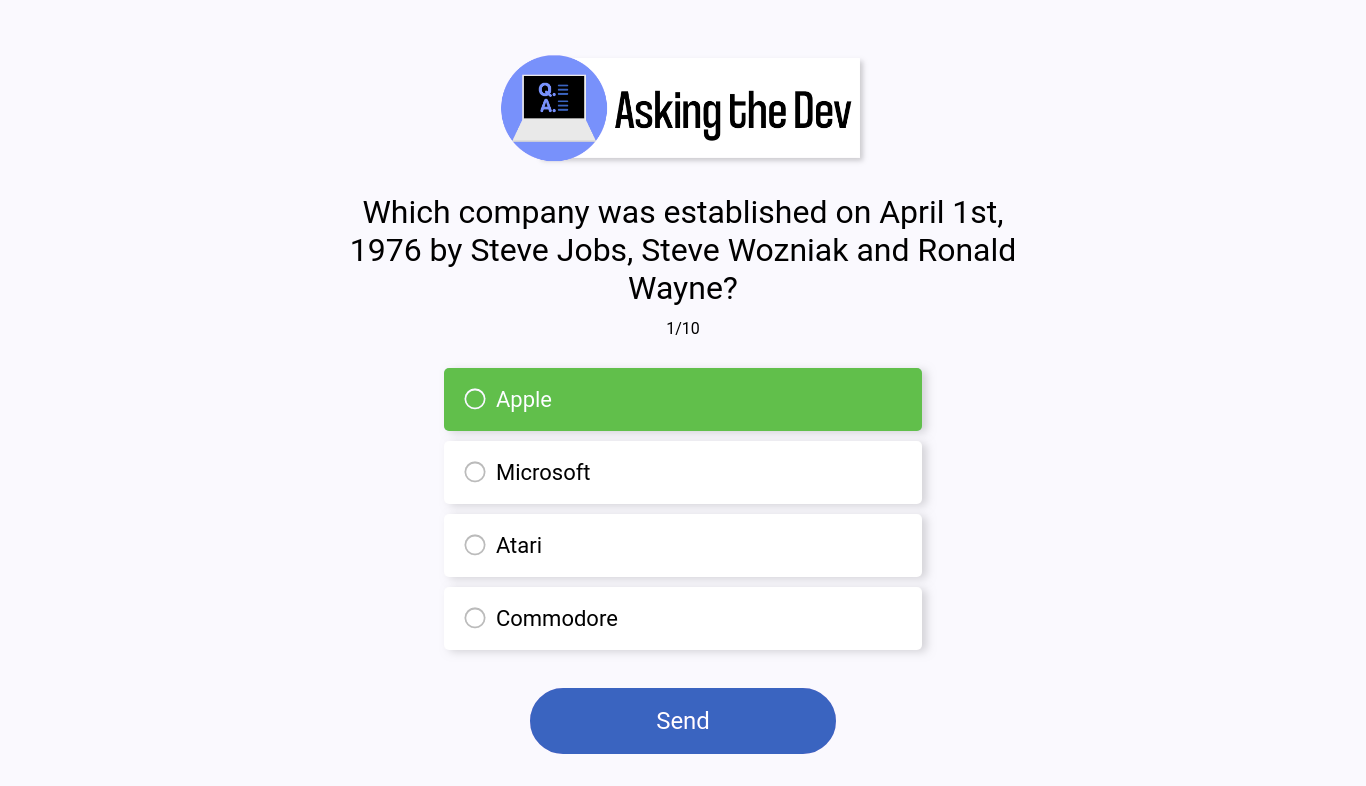 Q.
A.
Asking the Dev
Which company was established on April 1st,
1976 by Steve Jobs, Steve Wozniak and Ronald
Wayne?
1/10
Apple
Microsoft
Atari
Commodore
Send